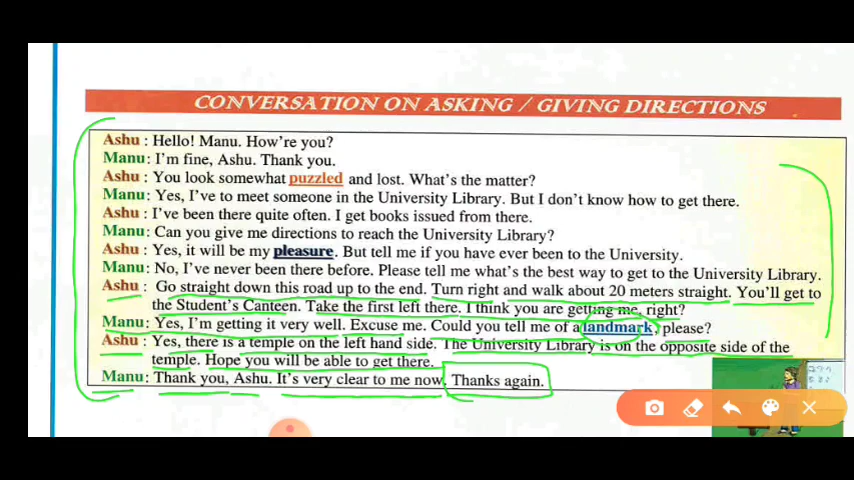 CONVERSATION ON ASKING / GIVING DIRECTIONS
Ashu : Hello! Manu. How're you?
Manu: I'm fine, Ashu. Thank you.
Ashu : You look somewhat puzzled and lost. What's the matter?
Manu: Yes, I've to meet someone in the University Library. But I don't know how to get there.
Ashu : I've been there quite often. I get books issued from there.
Manu: Can you give me directions to reach the University Library?
Ashu : Yes, it will be my pleasure. But tell me if you have ever been to the University.
Manu: No, I've never been there before. Please tell me what's the best way to get to the University Library.
Ashu : Go straight down this road up to the end. Turn right and walk about 20 meters straight. You'll get to
the Student's Canteen. Take the first left there. I think you are getting me, right?
Manu: Yes, I'm getting it very well. Excuse me. Could you tell me of a landmark, please?
Ashu : Yes, there is a temple on the left hand side. The University Library is on the opposite side of the
temple. Hope you will be able to get there.
Manu: Thank you, Ashu. It's very clear to me now. Thanks again.